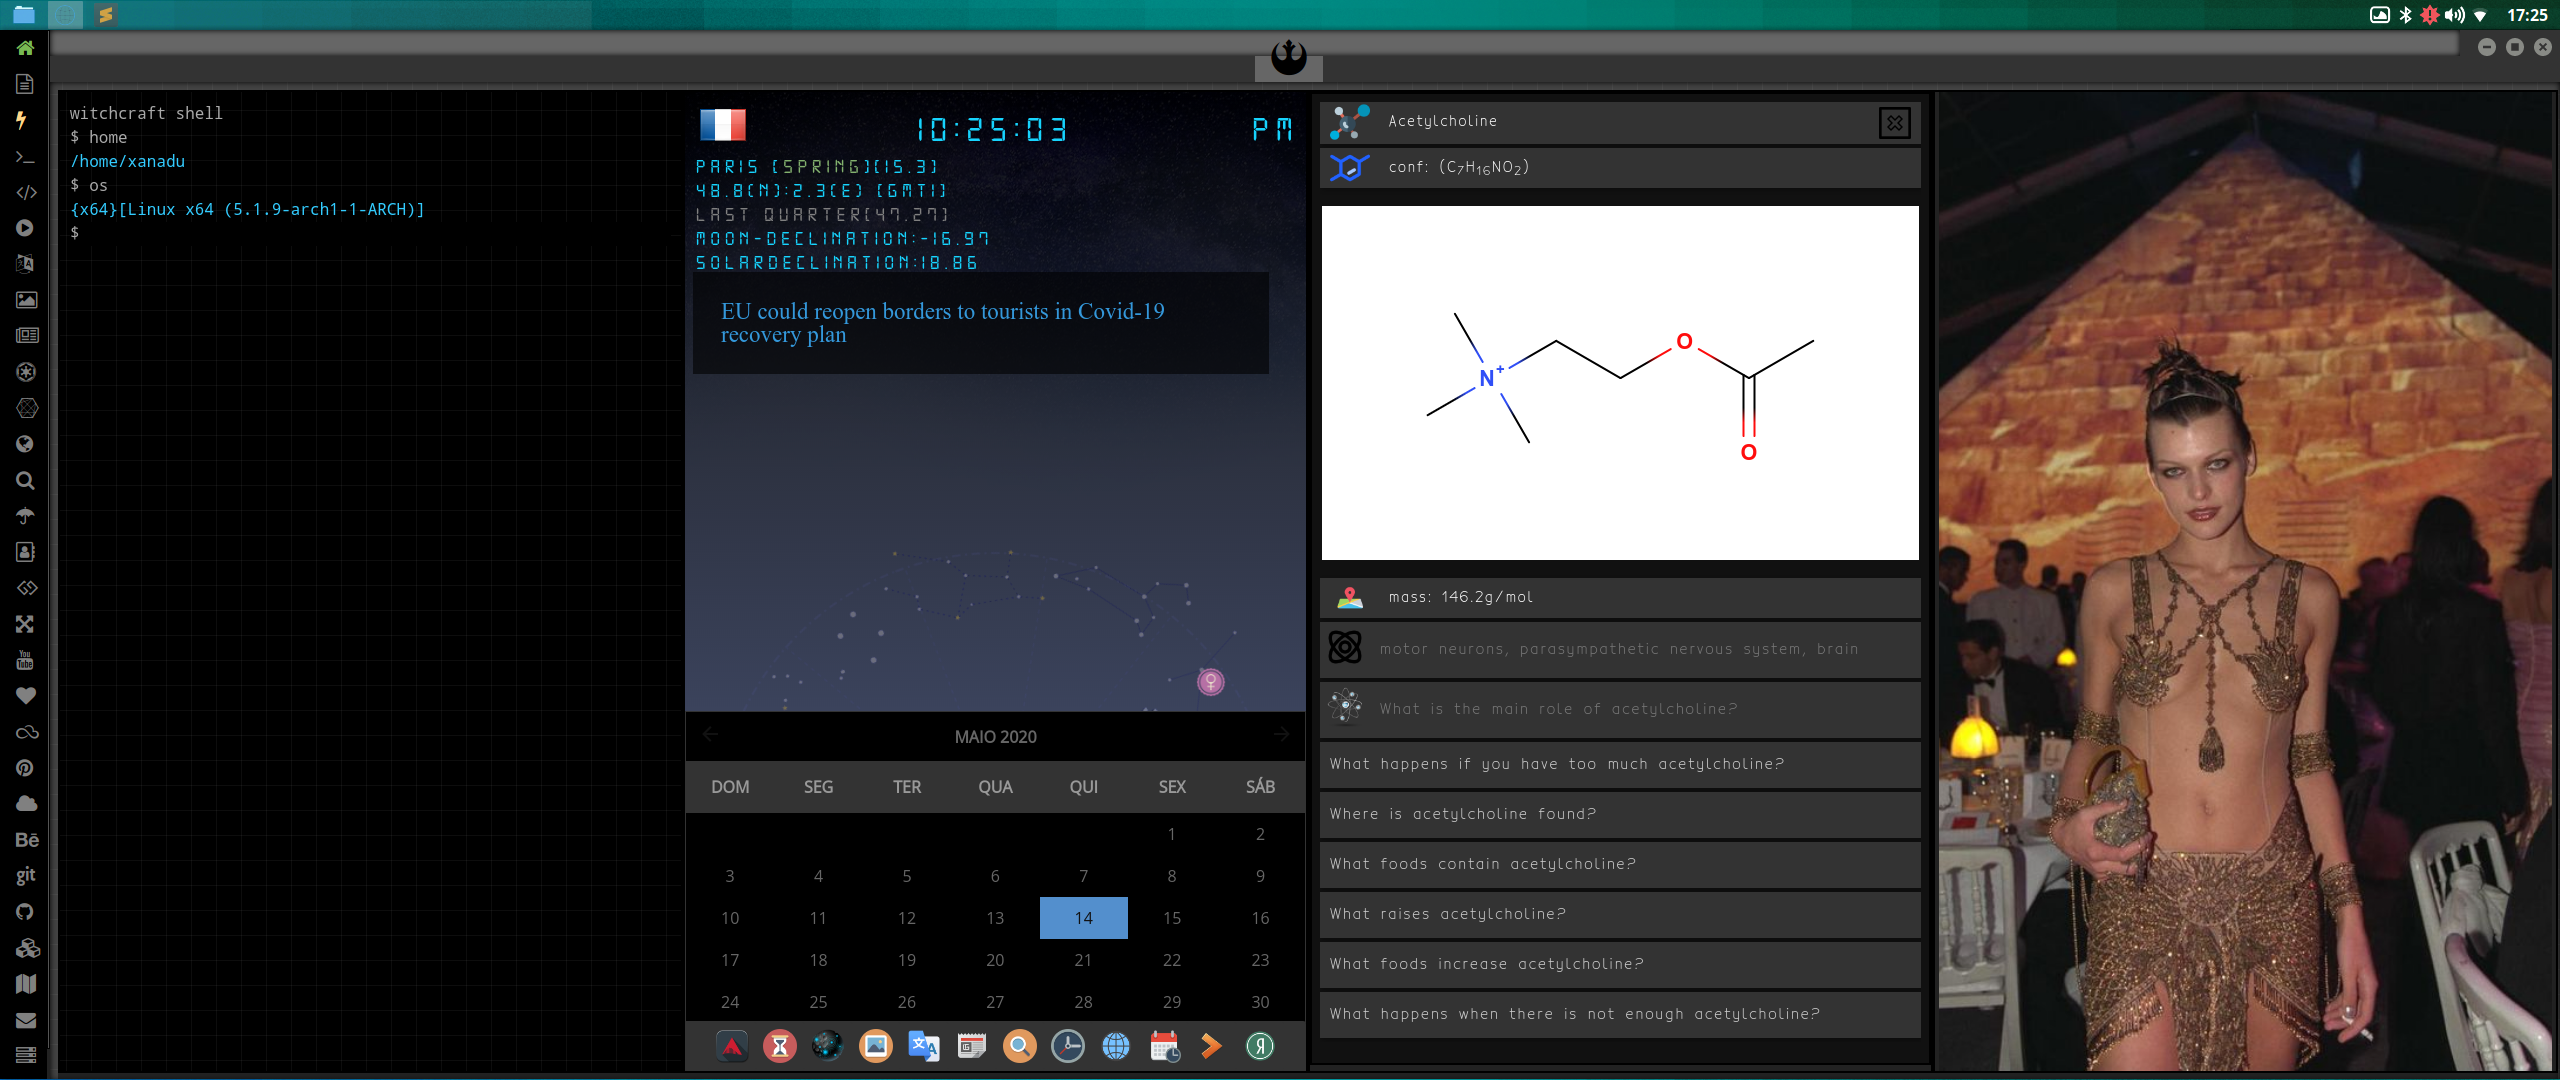 17:25
witchcraft shell
$ home
/home/xanadu
$ os
{x64}[Linux x64 (5.1.9-arch1-1-ARCH)]
$
You
Tube
Bē
git
10:25:03 PM
PARIS [SPRING][15.3]
48.8(N):2.3(E) [GMT1]
LAST QUARTER[47.27]
MOON-DECLINATION:-16.97
SOLARDECLINATION:18.86
EU could reopen borders to tourists in Covid-19
recovery plan
MAIO 2020
DOM SEG TER QUA QUI SEX SÁB
1 2
3 4 5 6 7 8 9
10 11 12 13 14 15 16
17 18 19 20 21 22 23
24 25 26 27 28 29 30
Я
Acetylcholine
conf: (C₇H₁₆NO₂)
N⁺
O
O
mass: 146.2g/mol
motor neurons, parasympathetic nervous system, brain
What is the main role of acetylcholine?
What happens if you have too much acetylcholine?
Where is acetylcholine found?
What foods contain acetylcholine?
What raises acetylcholine?
What foods increase acetylcholine?
What happens when there is not enough acetylcholine?